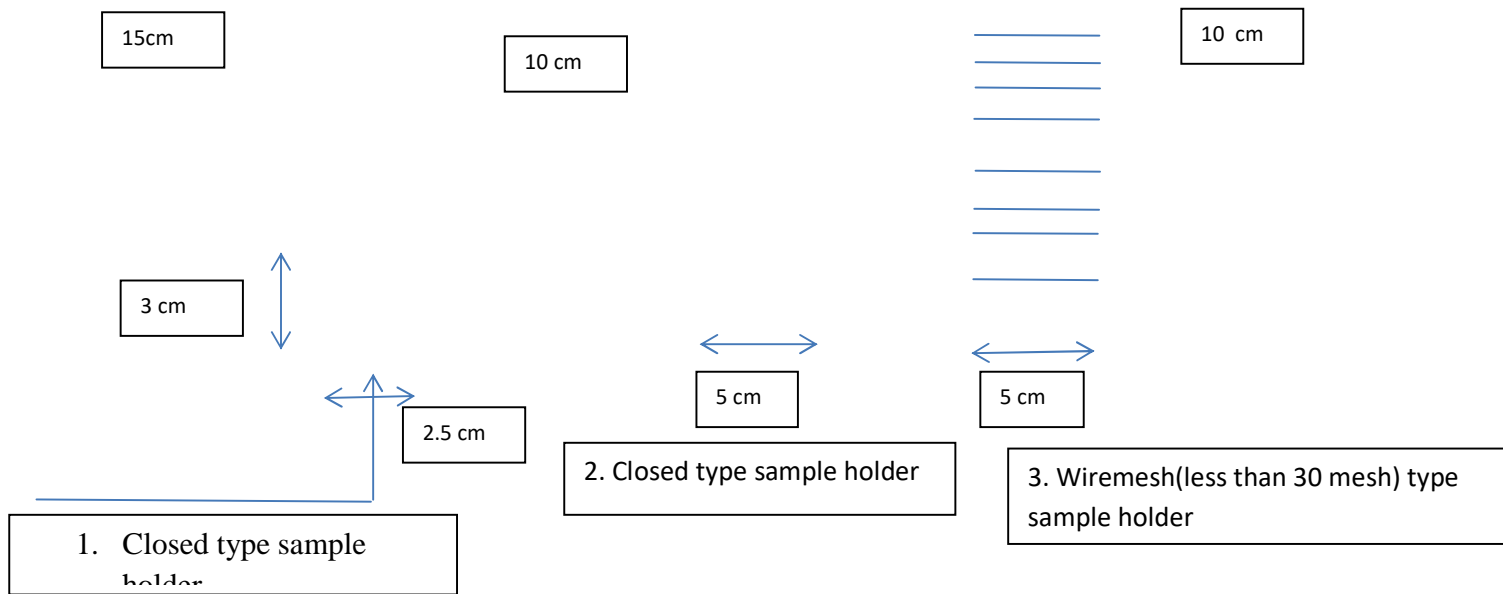 15cm
10 cm
10 cm
3 cm
5 cm
5 cm
2.5 cm
2. Closed type sample holder
3. Wiremesh(less than 30 mesh) type
sample holder
1. Closed type sample
holder